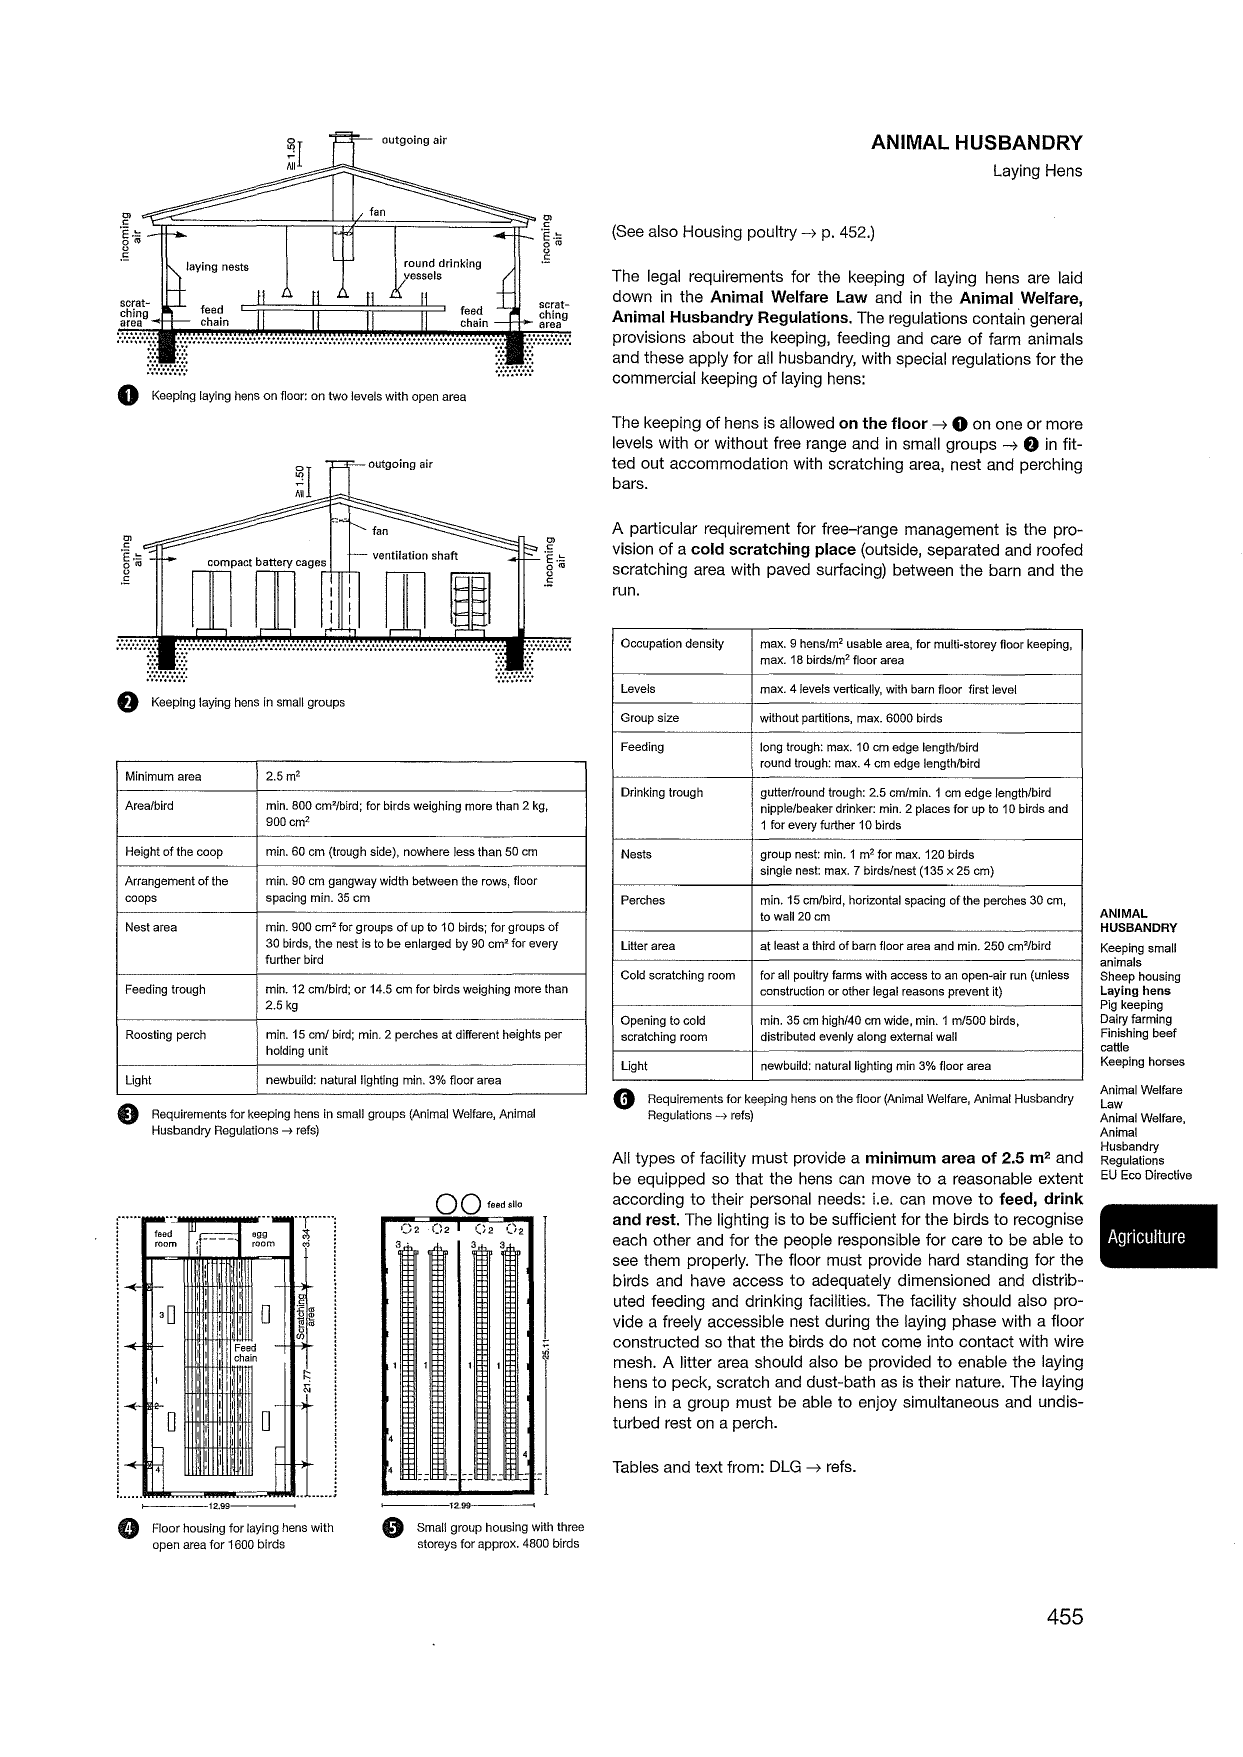 outgoing air
All 1.50
fan
incoming
air
incoming
air
laying nests
round drinking
vessels
scrat-
ching
area
feed
chain
feed
chain
scrat-
ching
area
1 Keeping laying hens on floor: on two levels with open area
outgoing air
All 1.50
fan
incoming
air
incoming
air
compact battery cages
ventilation shaft
2 Keeping laying hens in small groups
Minimum area 2.5 m²
Area/bird min. 800 cm²/bird; for birds weighing more than 2 kg,
900 cm²
Height of the coop min. 60 cm (trough side), nowhere less than 50 cm
Arrangement of the min. 90 cm gangway width between the rows, floor
coops spacing min. 35 cm
Nest area min. 900 cm² for groups of up to 10 birds; for groups of
30 birds, the nest is to be enlarged by 90 cm² for every
further bird
Feeding trough min. 12 cm/bird; or 14.5 cm for birds weighing more than
2.5 kg
Roosting perch min. 15 cm/ bird; min. 2 perches at different heights per
holding unit
Light newbuild: natural lighting min. 3% floor area
3 Requirements for keeping hens in small groups (Animal Welfare, Animal
Husbandry Regulations → refs)
feed
room
egg
room
3.34
Scratching
area
3
Feed
chain
21.77
1
2
4
12.99
4 Floor housing for laying hens with
open area for 1600 birds
feed silo
2 2 2 2
3 3 3
1 1 1 1
25.11
4
4
4
12.99
5 Small group housing with three
storeys for approx. 4800 birds
ANIMAL HUSBANDRY
Laying Hens
(See also Housing poultry → p. 452.)
The legal requirements for the keeping of laying hens are laid
down in the Animal Welfare Law and in the Animal Welfare,
Animal Husbandry Regulations. The regulations contain general
provisions about the keeping, feeding and care of farm animals
and these apply for all husbandry, with special regulations for the
commercial keeping of laying hens:
The keeping of hens is allowed on the floor → 1 on one or more
levels with or without free range and in small groups → 2 in fit-
ted out accommodation with scratching area, nest and perching
bars.
A particular requirement for free–range management is the pro-
vision of a cold scratching place (outside, separated and roofed
scratching area with paved surfacing) between the barn and the
run.
Occupation density max. 9 hens/m² usable area, for multi-storey floor keeping,
max. 18 birds/m² floor area
Levels max. 4 levels vertically, with barn floor first level
Group size without partitions, max. 6000 birds
Feeding long trough: max. 10 cm edge length/bird
round trough: max. 4 cm edge length/bird
Drinking trough gutter/round trough: 2.5 cm/min. 1 cm edge length/bird
nipple/beaker drinker: min. 2 places for up to 10 birds and
1 for every further 10 birds
Nests group nest: min. 1 m² for max. 120 birds
single nest: max. 7 birds/nest (135 x 25 cm)
Perches min. 15 cm/bird, horizontal spacing of the perches 30 cm,
to wall 20 cm
Litter area at least a third of barn floor area and min. 250 cm²/bird
Cold scratching room for all poultry farms with access to an open-air run (unless
construction or other legal reasons prevent it)
Opening to cold min. 35 cm high/40 cm wide, min. 1 m/500 birds,
scratching room distributed evenly along external wall
Light newbuild: natural lighting min 3% floor area
6 Requirements for keeping hens on the floor (Animal Welfare, Animal Husbandry
Regulations → refs)
All types of facility must provide a minimum area of 2.5 m² and
be equipped so that the hens can move to a reasonable extent
according to their personal needs: i.e. can move to feed, drink
and rest. The lighting is to be sufficient for the birds to recognise
each other and for the people responsible for care to be able to
see them properly. The floor must provide hard standing for the
birds and have access to adequately dimensioned and distrib-
uted feeding and drinking facilities. The facility should also pro-
vide a freely accessible nest during the laying phase with a floor
constructed so that the birds do not come into contact with wire
mesh. A litter area should also be provided to enable the laying
hens to peck, scratch and dust-bath as is their nature. The laying
hens in a group must be able to enjoy simultaneous and undis-
turbed rest on a perch.
Tables and text from: DLG → refs.
ANIMAL
HUSBANDRY
Keeping small
animals
Sheep housing
Laying hens
Pig keeping
Dairy farming
Finishing beef
cattle
Keeping horses
Animal Welfare
Law
Animal Welfare,
Animal
Husbandry
Regulations
EU Eco Directive
Agriculture
455